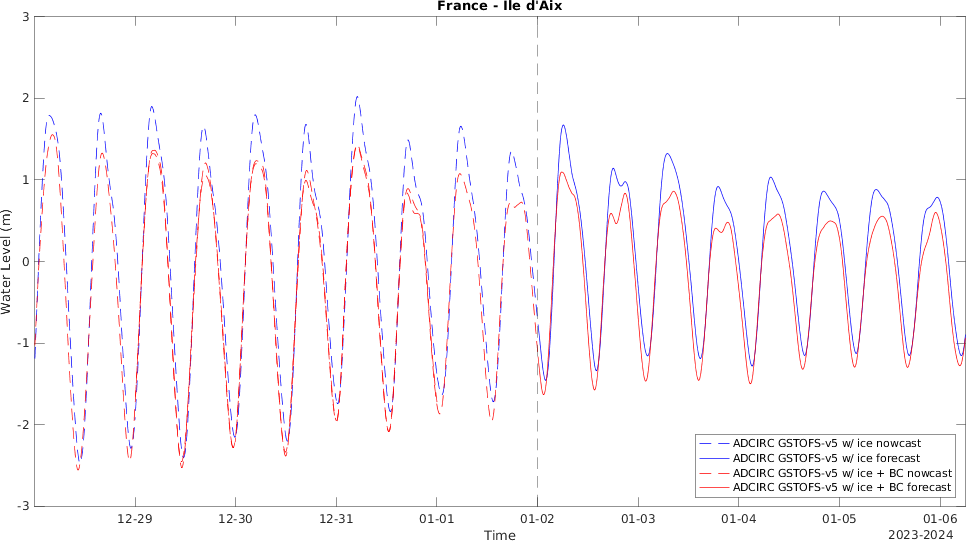 France - Ile d'Aix
3
2
1
0
-1
-2
-3
Water Level (m)
12-29
12-30
12-31
01-01
01-02
01-03
01-04
01-05
01-06
Time
2023-2024
ADCIRC GSTOFS-v5 w/ ice nowcast
ADCIRC GSTOFS-v5 w/ ice forecast
ADCIRC GSTOFS-v5 w/ ice + BC nowcast
ADCIRC GSTOFS-v5 w/ ice + BC forecast